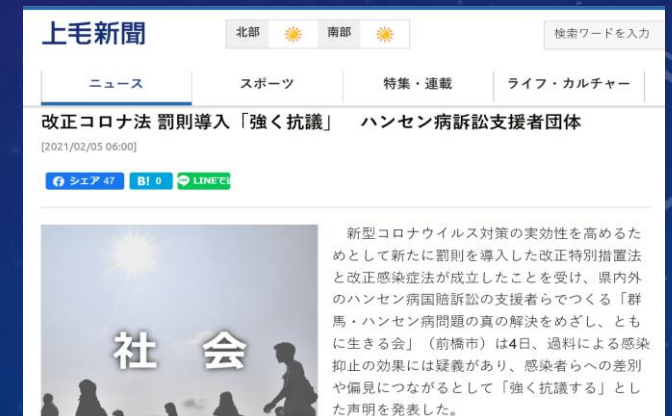 上毛新聞
北部 南部
検索ワードを入力
ニュース スポーツ 特集・連載 ライフ・カルチャー
改正コロナ法 罰則導入「強く抗議」 ハンセン病訴訟支援者団体
[2021/02/05 06:00]
シェア 47 B! 0 LINEで
新型コロナウイルス対策の実効性を高めるた
めとして新たに罰則を導入した改正特別措置法
と改正感染症法が成立したことを受け、県内外
のハンセン病国賠訴訟の支援者らでつくる「群
馬・ハンセン病問題の真の解決をめざし、とも
に生きる会」（前橋市）は4日、過料による感染
抑止の効果には疑義があり、感染者らへの差別
や偏見につながるとして「強く抗議する」とし
た声明を発表した。
社会